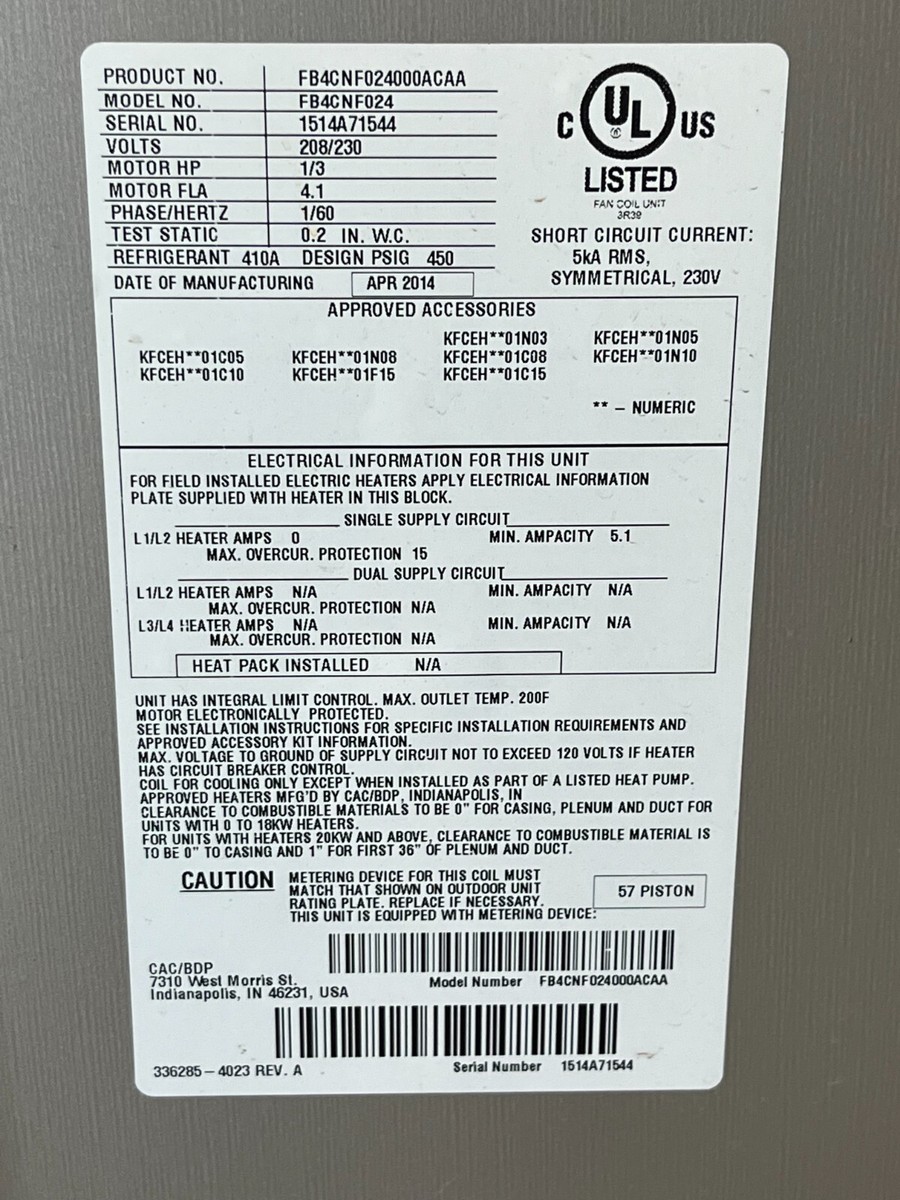 PRODUCT NO. FB4CNF024000ACAA
MODEL NO. FB4CNF024
SERIAL NO. 1514A71544
VOLTS 208/230
MOTOR HP 1/3
MOTOR FLA 4.1
PHASE/HERTZ 1/60
TEST STATIC 0.2 IN. W.C.
REFRIGERANT 410A DESIGN PSIG 450
DATE OF MANUFACTURING APR 2014
C UL US
LISTED
FAN COIL UNIT
3R39
SHORT CIRCUIT CURRENT:
5kA RMS,
SYMMETRICAL, 230V
APPROVED ACCESSORIES
KFCEH**01N03 KFCEH**01N05
KFCEH**01C05 KFCEH**01N08 KFCEH**01C08 KFCEH**01N10
KFCEH**01C10 KFCEH**01F15 KFCEH**01C15
** – NUMERIC
ELECTRICAL INFORMATION FOR THIS UNIT
FOR FIELD INSTALLED ELECTRIC HEATERS APPLY ELECTRICAL INFORMATION
PLATE SUPPLIED WITH HEATER IN THIS BLOCK.
SINGLE SUPPLY CIRCUIT
L1/L2 HEATER AMPS 0 MIN. AMPACITY 5.1
MAX. OVERCUR. PROTECTION 15
DUAL SUPPLY CIRCUIT
L1/L2 HEATER AMPS N/A MIN. AMPACITY N/A
MAX. OVERCUR. PROTECTION N/A
L3/L4 HEATER AMPS N/A MIN. AMPACITY N/A
MAX. OVERCUR. PROTECTION N/A
HEAT PACK INSTALLED N/A
UNIT HAS INTEGRAL LIMIT CONTROL. MAX. OUTLET TEMP. 200F
MOTOR ELECTRONICALLY PROTECTED.
SEE INSTALLATION INSTRUCTIONS FOR SPECIFIC INSTALLATION REQUIREMENTS AND
APPROVED ACCESSORY KIT INFORMATION.
MAX. VOLTAGE TO GROUND OF SUPPLY CIRCUIT NOT TO EXCEED 120 VOLTS IF HEATER
HAS CIRCUIT BREAKER CONTROL.
COIL FOR COOLING ONLY EXCEPT WHEN INSTALLED AS PART OF A LISTED HEAT PUMP.
APPROVED HEATERS MFG'D BY CAC/BDP, INDIANAPOLIS, IN
CLEARANCE TO COMBUSTIBLE MATERIALS TO BE 0" FOR CASING, PLENUM AND DUCT FOR
UNITS WITH 0 TO 18KW HEATERS.
FOR UNITS WITH HEATERS 20KW AND ABOVE, CLEARANCE TO COMBUSTIBLE MATERIAL IS
TO BE 0" TO CASING AND 1" FOR FIRST 36" OF PLENUM AND DUCT.
CAUTION METERING DEVICE FOR THIS COIL MUST
MATCH THAT SHOWN ON OUTDOOR UNIT
RATING PLATE. REPLACE IF NECESSARY.
THIS UNIT IS EQUIPPED WITH METERING DEVICE:
57 PISTON
CAC/BDP
7310 West Morris St.
Indianapolis, IN 46231, USA
Model Number FB4CNF024000ACAA
336285–4023 REV. A
Serial Number 1514A71544